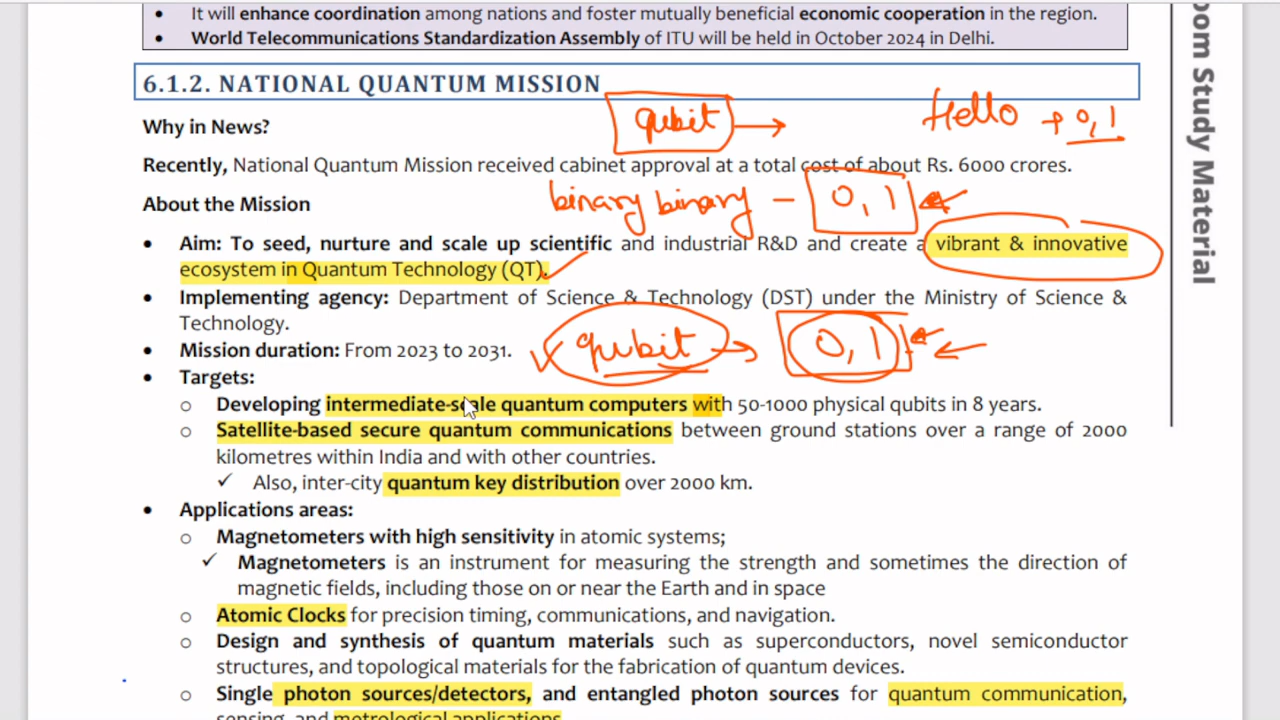 • It will enhance coordination among nations and foster mutually beneficial economic cooperation in the region.
• World Telecommunications Standardization Assembly of ITU will be held in October 2024 in Delhi.
6.1.2. NATIONAL QUANTUM MISSION
qubit
Hello → 0, 1
Why in News?
Recently, National Quantum Mission received cabinet approval at a total cost of about Rs. 6000 crores.
binary binary – 0, 1
About the Mission
• Aim: To seed, nurture and scale up scientific and industrial R&D and create a vibrant & innovative
ecosystem in Quantum Technology (QT).
• Implementing agency: Department of Science & Technology (DST) under the Ministry of Science &
Technology.
qubit → 0, 1
• Mission duration: From 2023 to 2031.
• Targets:
o Developing intermediate-scale quantum computers with 50-1000 physical qubits in 8 years.
o Satellite-based secure quantum communications between ground stations over a range of 2000
kilometres within India and with other countries.
✓ Also, inter-city quantum key distribution over 2000 km.
• Applications areas:
o Magnetometers with high sensitivity in atomic systems;
✓ Magnetometers is an instrument for measuring the strength and sometimes the direction of
magnetic fields, including those on or near the Earth and in space
o Atomic Clocks for precision timing, communications, and navigation.
o Design and synthesis of quantum materials such as superconductors, novel semiconductor
structures, and topological materials for the fabrication of quantum devices.
o Single photon sources/detectors, and entangled photon sources for quantum communication,
sensing, and metrological applications.
oom Study Material